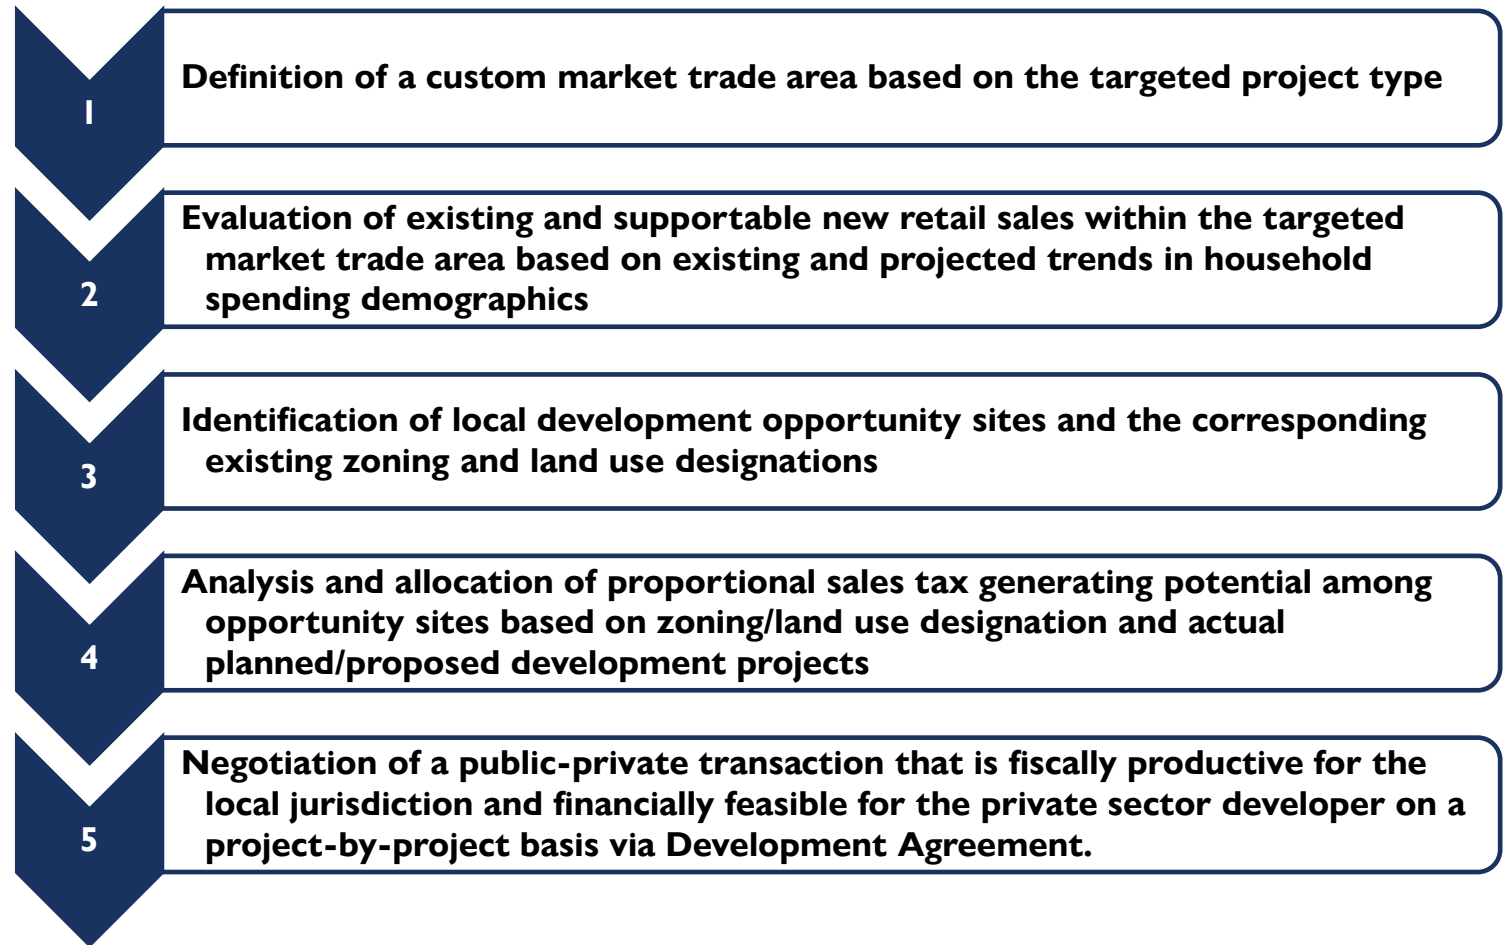 1
Definition of a custom market trade area based on the targeted project type
2
Evaluation of existing and supportable new retail sales within the targeted
market trade area based on existing and projected trends in household
spending demographics
3
Identification of local development opportunity sites and the corresponding
existing zoning and land use designations
4
Analysis and allocation of proportional sales tax generating potential among
opportunity sites based on zoning/land use designation and actual
planned/proposed development projects
5
Negotiation of a public-private transaction that is fiscally productive for the
local jurisdiction and financially feasible for the private sector developer on a
project-by-project basis via Development Agreement.